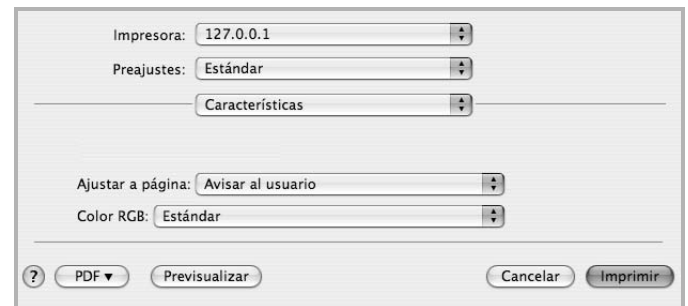 Impresora: 127.0.0.1
Preajustes: Estándar
Características
Ajustar a página: Avisar al usuario
Color RGB: Estándar
? PDF ▼ Previsualizar Cancelar Imprimir